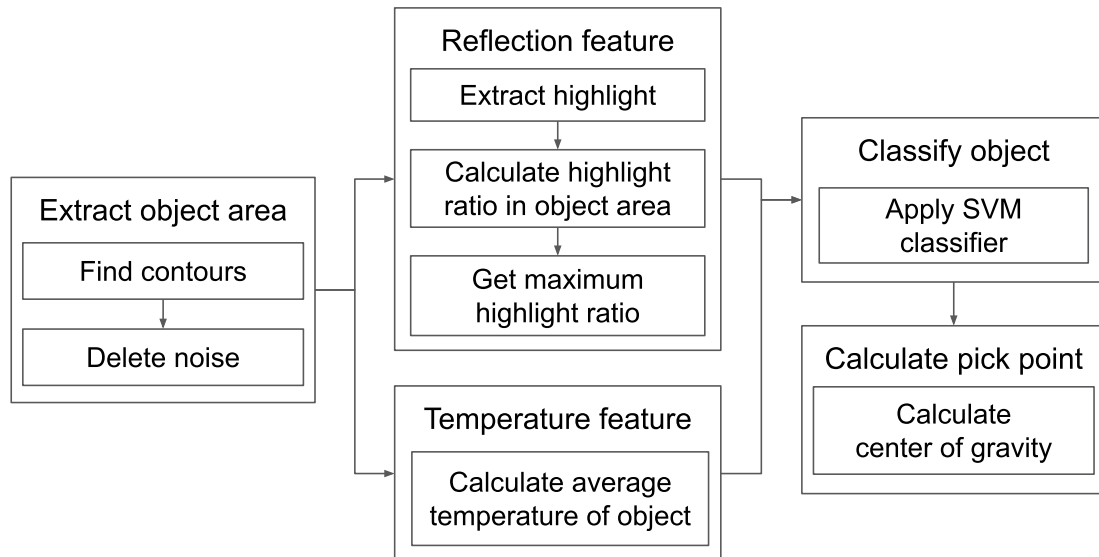 Extract object area
Find contours
Delete noise
Reflection feature
Extract highlight
Calculate highlight
ratio in object area
Get maximum
highlight ratio
Temperature feature
Calculate average
temperature of object
Classify object
Apply SVM
classifier
Calculate pick point
Calculate
center of gravity